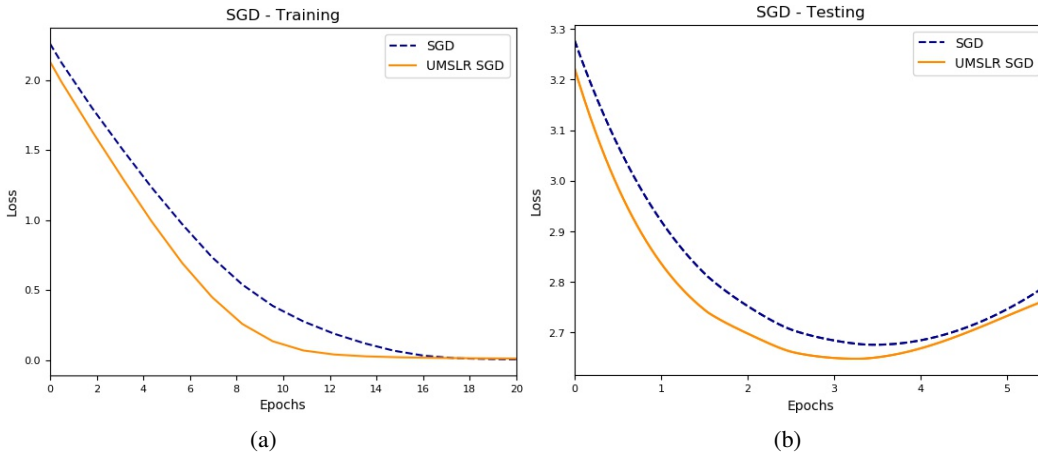 SGD - Training
SGD
UMSLR SGD
2.0
1.5
1.0
0.5
0.0
Loss
0 2 4 6 8 10 12 14 16 18 20
Epochs
(a)
SGD - Testing
SGD
UMSLR SGD
3.3
3.2
3.1
3.0
2.9
2.8
2.7
Loss
0 1 2 3 4 5
Epochs
(b)